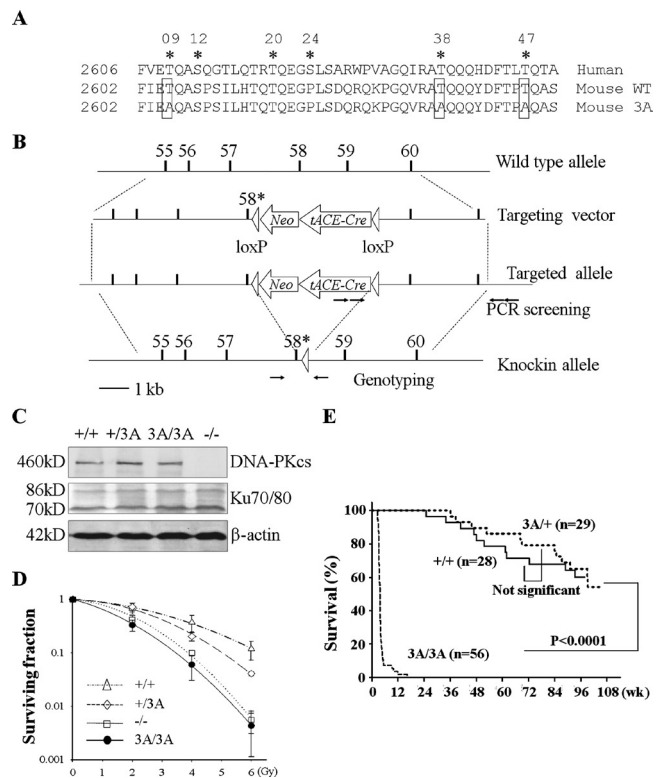 A
09 12 20 24 38 47
* * * * * *
2606 FVETQASQGTLQTRTQEGSLSARWPVAGQIRATQQQHDFTLTQTA Human
2602 FIETQASPSILHTQTQEGPLSDQRQKPGQVRATQQQYDFTPTQAS Mouse WT
2602 FIEAQASPSILHTQTQEGPLSDQRQKPGQVRAAQQQYDFTPAQAS Mouse 3A
B
55 56 57 58 59 60 Wild type allele
58* Neo tACE-Cre Targeting vector
loxP loxP
Neo tACE-Cre Targeted allele
PCR screening
55 56 57 58* 59 60 Knockin allele
1 kb Genotyping
C
+/+ +/3A 3A/3A -/-
460kD DNA-PKcs
86kD Ku70/80
70kD
42kD β-actin
D
Surviving fraction
1
0.1
0.01
0.001
+/+
+/3A
-/-
3A/3A
0 1 2 3 4 5 6 (Gy)
E
Survival (%)
100
80
60
40
20
0
3A/+ (n=29)
+/+ (n=28)
Not significant
P<0.0001
3A/3A (n=56)
0 12 24 36 48 60 72 84 96 108 (wk)